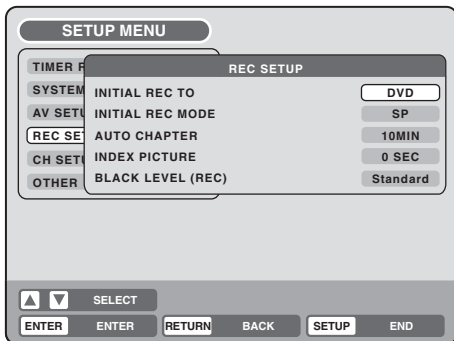 SETUP MENU
TIMER R
REC SETUP
SYSTEM
INITIAL REC TO DVD
AV SETU
INITIAL REC MODE SP
REC SET
AUTO CHAPTER 10MIN
CH SETU
INDEX PICTURE 0 SEC
OTHER
BLACK LEVEL (REC) Standard
SELECT
ENTER ENTER RETURN BACK SETUP END